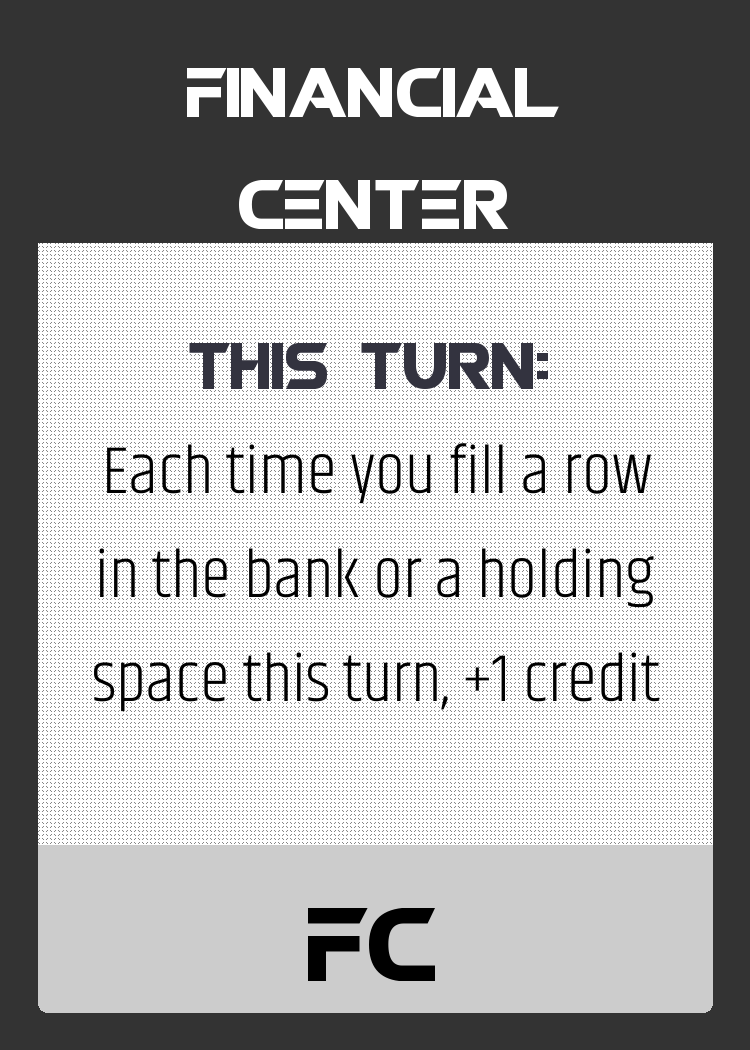 FINANCIAL
CENTER
THIS TURN:
Each time you fill a row
in the bank or a holding
space this turn, +1 credit
FC